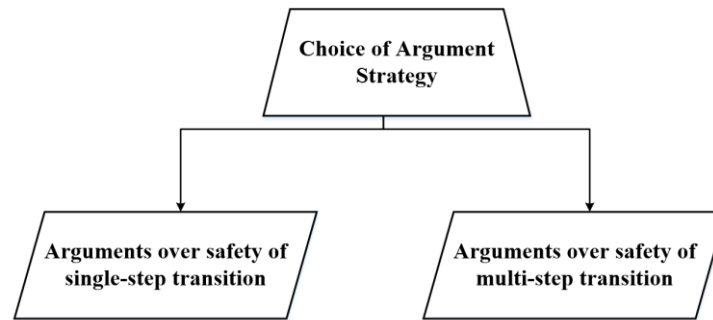 Choice of Argument
Strategy
Arguments over safety of
single-step transition
Arguments over safety of
multi-step transition